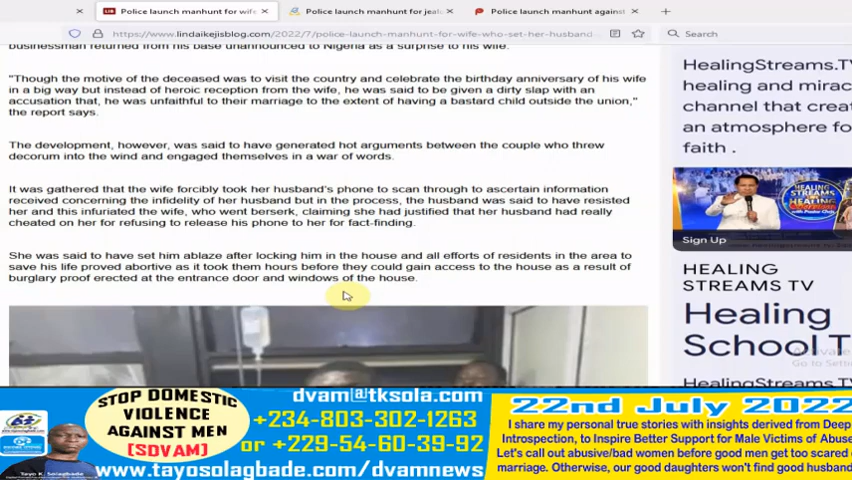 Police launch manhunt for wife
Police launch manhunt for jeal
Police launch manhunt against
https://www.lindaikejisblog.com/2022/7/police-launch-manhunt-for-wife-who-set-her-husband
Search
businessman returned from his base unannounced to Nigeria as a surprise to his wife.
"Though the motive of the deceased was to visit the country and celebrate the birthday anniversary of his wife
in a big way but instead of heroic reception from the wife, he was said to be given a dirty slap with an
accusation that, he was unfaithful to their marriage to the extent of having a bastard child outside the union,"
the report says.
The development, however, was said to have generated hot arguments between the couple who threw
decorum into the wind and engaged themselves in a war of words.
It was gathered that the wife forcibly took her husband's phone to scan through to ascertain information
received concerning the infidelity of her husband but in the process, the husband was said to have resisted
her and this infuriated the wife, who went berserk, claiming she had justified that her husband had really
cheated on her for refusing to release his phone to her for fact-finding.
She was said to have set him ablaze after locking him in the house and all efforts of residents in the area to
save his life proved abortive as it took them hours before they could gain access to the house as a result of
burglary proof erected at the entrance door and windows of the house.
HealingStreams.TV
healing and mirac
channel that creat
an atmosphere fo
faith .
HEALING
STREAMS
HEALING
Sign Up
HEALING
STREAMS TV
Healing
School T
HealingStreams.TV
STOP DOMESTIC
VIOLENCE
AGAINST MEN
(SDVAM)
Tayo K. Solagbade
dvam@tksola.com
+234-803-302-1263
or +229-54-60-39-92
www.tayosolagbade.com/dvamnews
22nd July 2022
I share my personal true stories with insights derived from Deep
Introspection, to Inspire Better Support for Male Victims of Abuse
Let's call out abusive/bad women before good men get too scared o
marriage. Otherwise, our good daughters won't find good husband